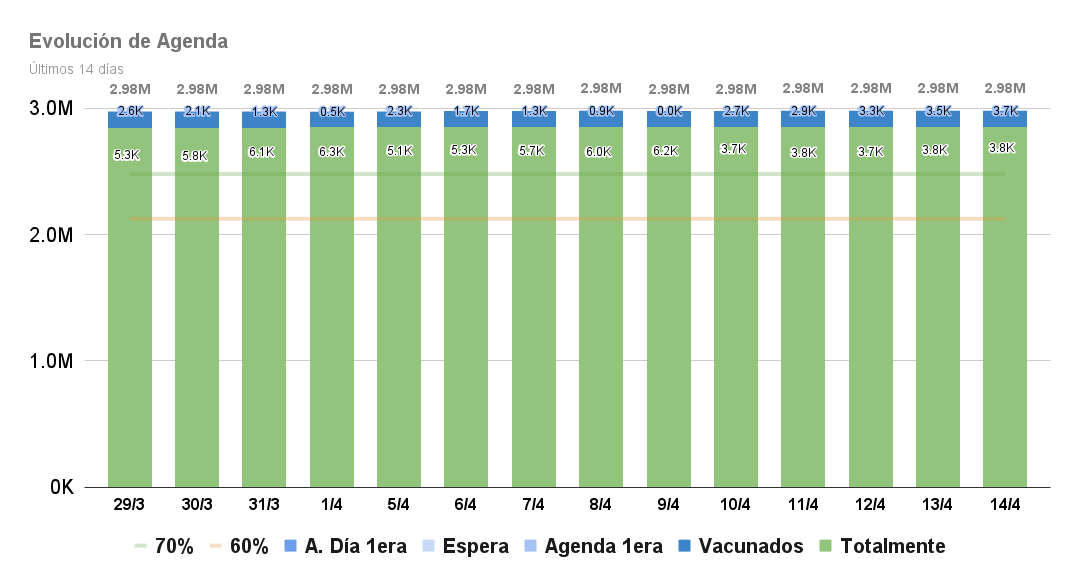 Evolución de Agenda
Últimos 14 días
2.98M 2.98M 2.98M 2.98M 2.98M 2.98M 2.98M 2.98M 2.98M 2.98M 2.98M 2.98M 2.98M 2.98M
3.0M
2.6K 2.1K 1.3K 0.5K 2.3K 1.7K 1.3K 0.9K 0.0K 2.7K 2.9K 3.3K 3.5K 3.7K
5.3K 5.8K 6.1K 6.3K 5.1K 5.3K 5.7K 6.0K 6.2K 3.7K 3.8K 3.7K 3.8K 3.8K
2.0M
1.0M
0K
29/3 30/3 31/3 1/4 5/4 6/4 7/4 8/4 9/4 10/4 11/4 12/4 13/4 14/4
70% 60% A. Día 1era Espera Agenda 1era Vacunados Totalmente